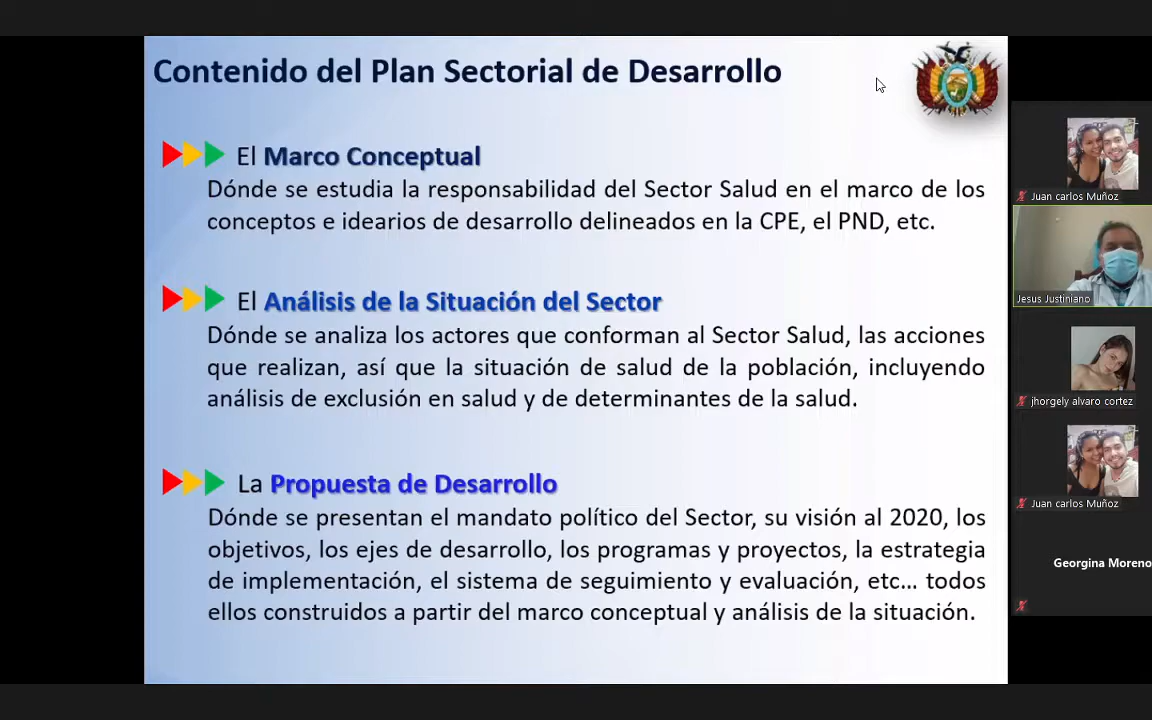 Contenido del Plan Sectorial de Desarrollo
El Marco Conceptual
Dónde se estudia la responsabilidad del Sector Salud en el marco de los
conceptos e idearios de desarrollo delineados en la CPE, el PND, etc.
El Análisis de la Situación del Sector
Dónde se analiza los actores que conforman al Sector Salud, las acciones
que realizan, así que la situación de salud de la población, incluyendo
análisis de exclusión en salud y de determinantes de la salud.
La Propuesta de Desarrollo
Dónde se presentan el mandato político del Sector, su visión al 2020, los
objetivos, los ejes de desarrollo, los programas y proyectos, la estrategia
de implementación, el sistema de seguimiento y evaluación, etc… todos
ellos construidos a partir del marco conceptual y análisis de la situación.
Juan carlos Muñoz
Jesus Justiniano
jhorgely alvaro cortez
Juan carlos Muñoz
Georgina Moreno